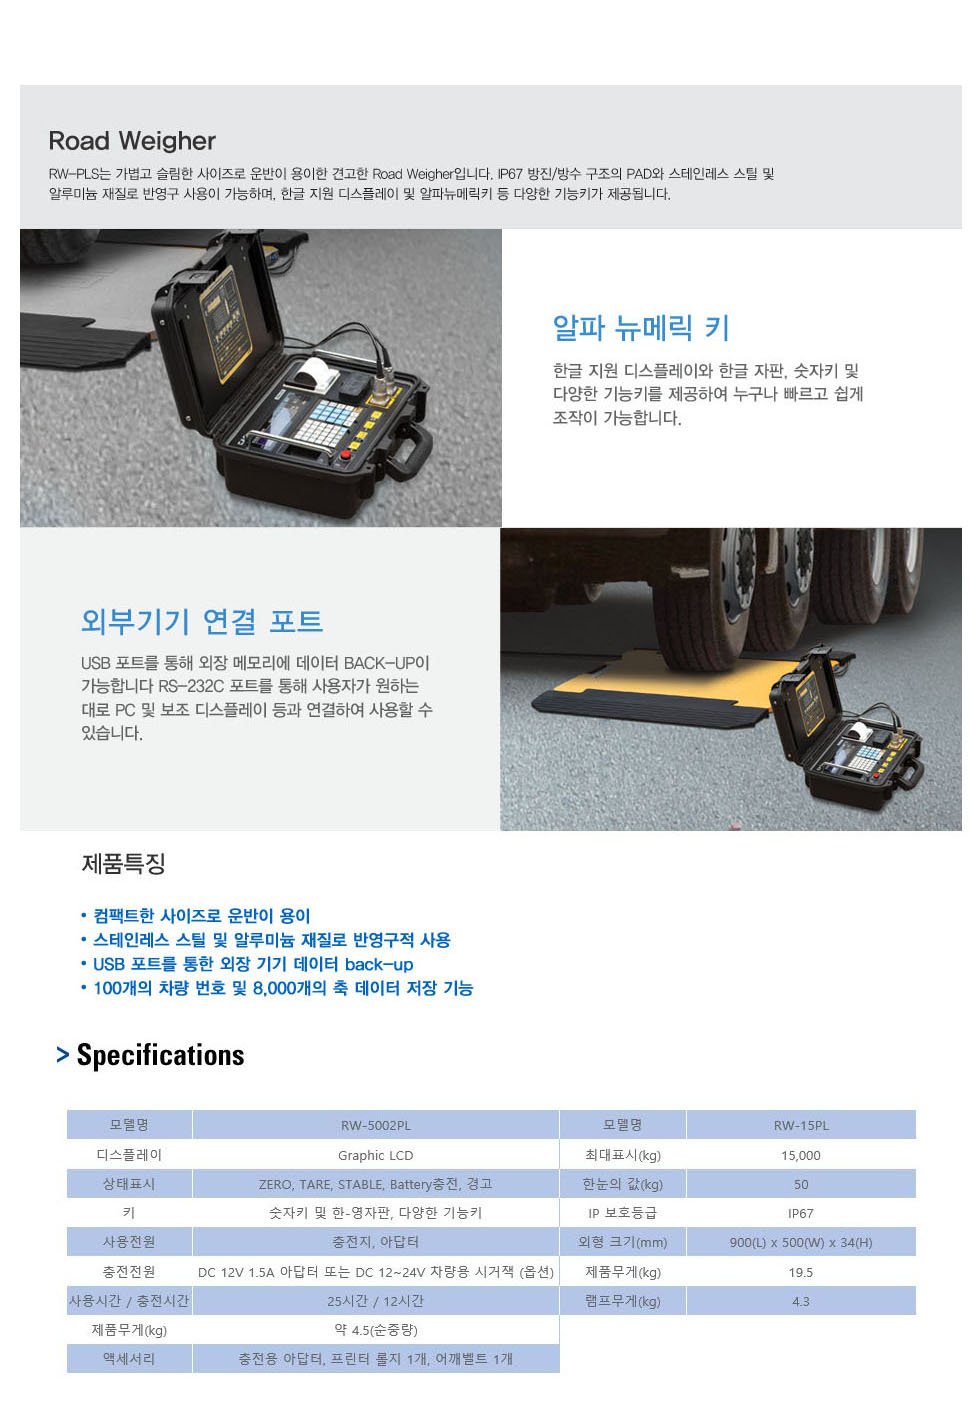 Road Weigher
RW-PLS는 가볍고 슬림한 사이즈로 운반이 용이한 견고한 Road Weigher입니다. IP67 방진/방수 구조의 PAD와 스테인레스 스틸 및
알루미늄 재질로 반영구 사용이 가능하며, 한글 지원 디스플레이 및 알파뉴메릭키 등 다양한 기능키가 제공됩니다.
알파 뉴메릭 키
한글 지원 디스플레이와 한글 자판, 숫자키 및
다양한 기능키를 제공하여 누구나 빠르고 쉽게
조작이 가능합니다.
외부기기 연결 포트
USB 포트를 통해 외장 메모리에 데이터 BACK-UP이
가능합니다 RS-232C 포트를 통해 사용자가 원하는
대로 PC 및 보조 디스플레이 등과 연결하여 사용할 수
있습니다.
제품특징
• 컴팩트한 사이즈로 운반이 용이
• 스테인레스 스틸 및 알루미늄 재질로 반영구적 사용
• USB 포트를 통한 외장 기기 데이터 back-up
• 100개의 차량 번호 및 8,000개의 축 데이터 저장 기능
> Specifications
모델명 RW-5002PL 모델명 RW-15PL
디스플레이 Graphic LCD 최대표시(kg) 15,000
상태표시 ZERO, TARE, STABLE, Battery충전, 경고 한눈의 값(kg) 50
키 숫자키 및 한-영자판, 다양한 기능키 IP 보호등급 IP67
사용전원 충전지, 아답터 외형 크기(mm) 900(L) x 500(W) x 34(H)
충전전원 DC 12V 1.5A 아답터 또는 DC 12~24V 차량용 시거잭 (옵션) 제품무게(kg) 19.5
사용시간 / 충전시간 25시간 / 12시간 램프무게(kg) 4.3
제품무게(kg) 약 4.5(순중량)
액세서리 충전용 아답터, 프린터 롤지 1개, 어깨벨트 1개